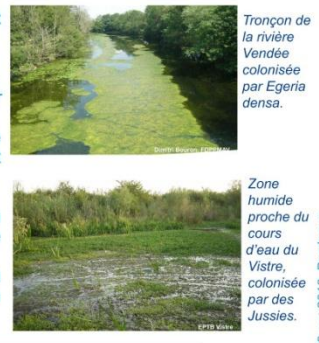 Tronçon de
la rivière
Vendée
colonisée
par Egeria
densa.
Zone
humide
proche du
cours
d'eau du
Vistre,
colonisée
par des
Jussies.
EPTB Vistre